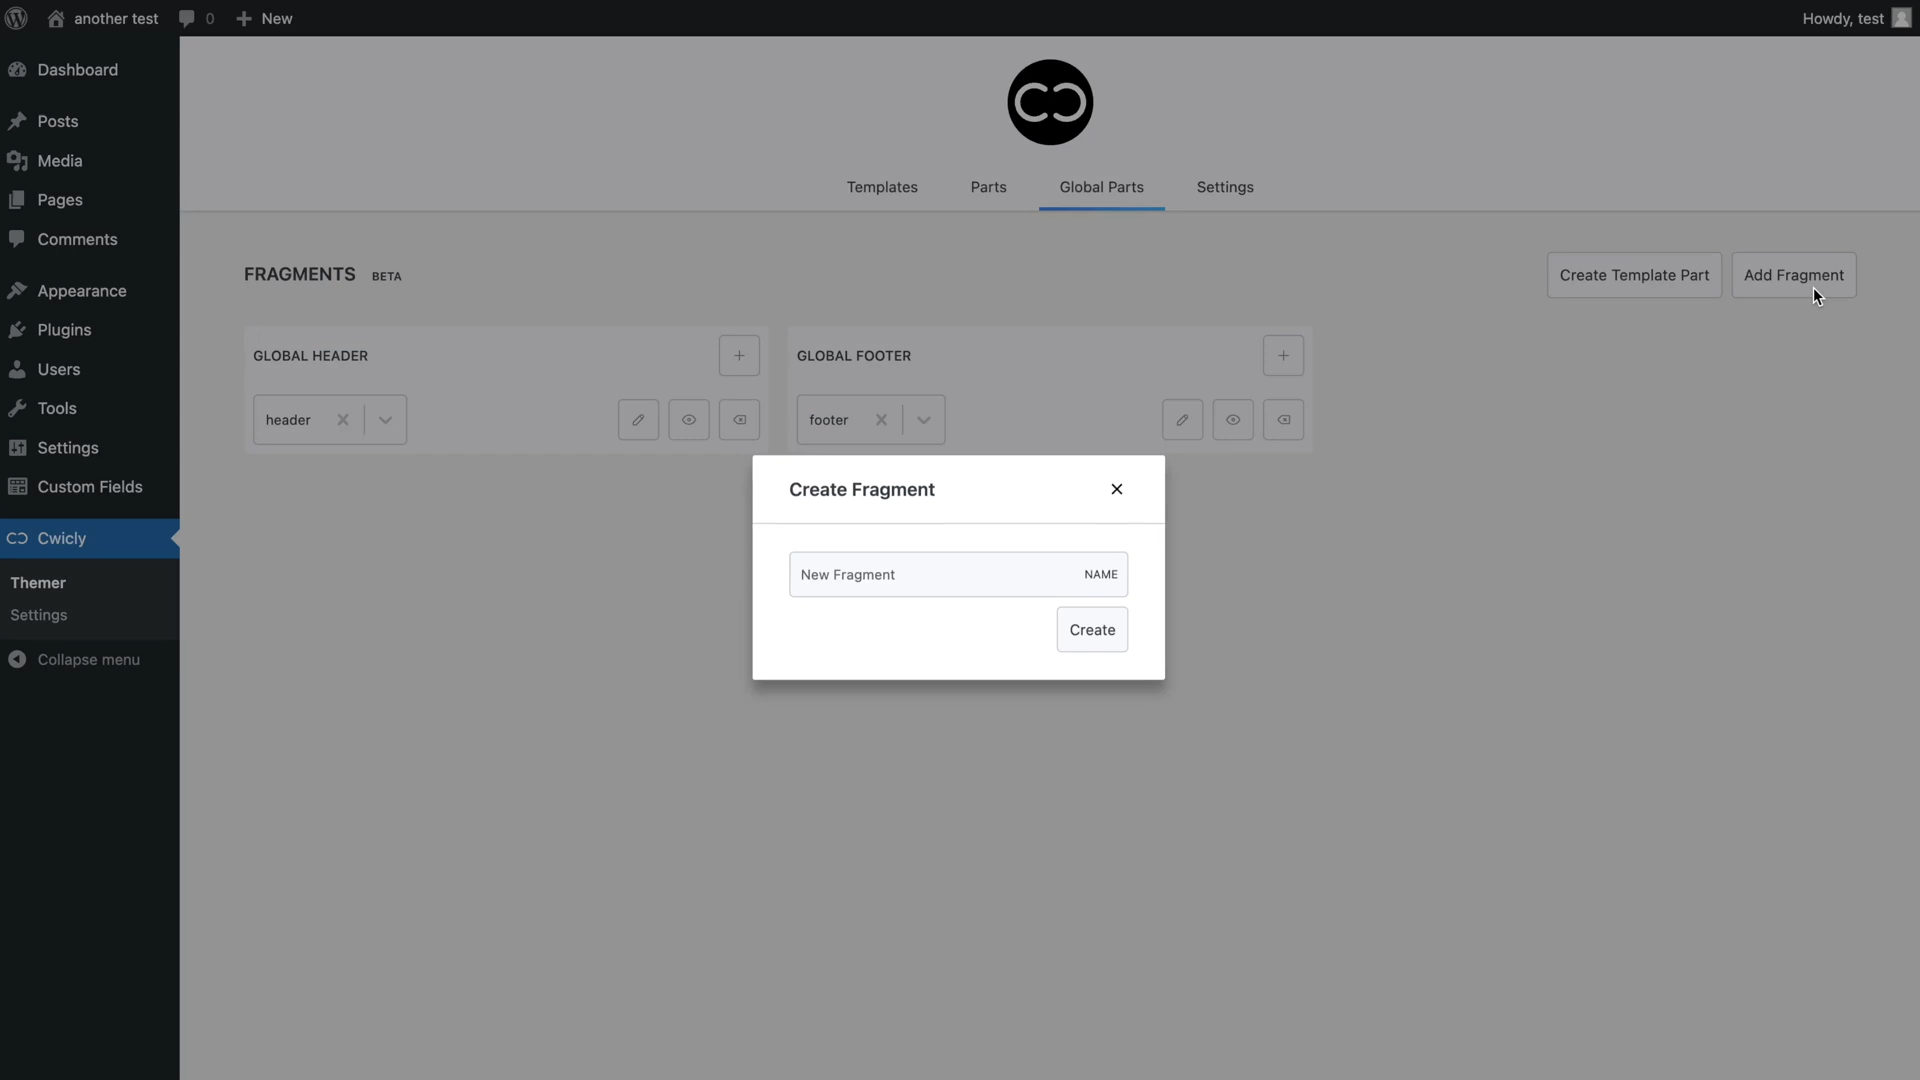 another test 0 New Howdy, test
Dashboard
Posts
Media
Pages
Comments
Appearance
Plugins
Users
Tools
Settings
Custom Fields
Cwicly
Themer
Settings
Collapse menu
Templates Parts Global Parts Settings
FRAGMENTS BETA Create Template Part Add Fragment
GLOBAL HEADER GLOBAL FOOTER
header footer
Create Fragment
New Fragment NAME
Create